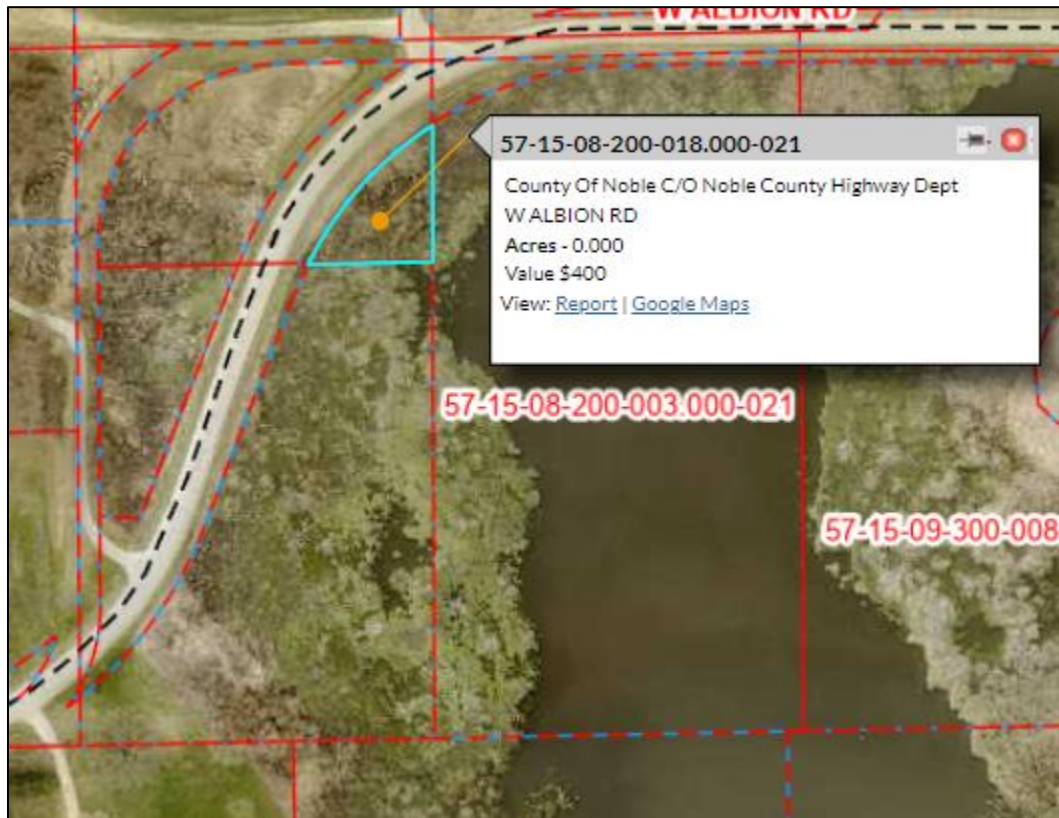 W ALBION RD
57-15-08-200-018.000-021
County Of Noble C/O Noble County Highway Dept
W ALBION RD
Acres - 0.000
Value $400
View: Report | Google Maps
57-15-08-200-003.000-021
57-15-09-300-008